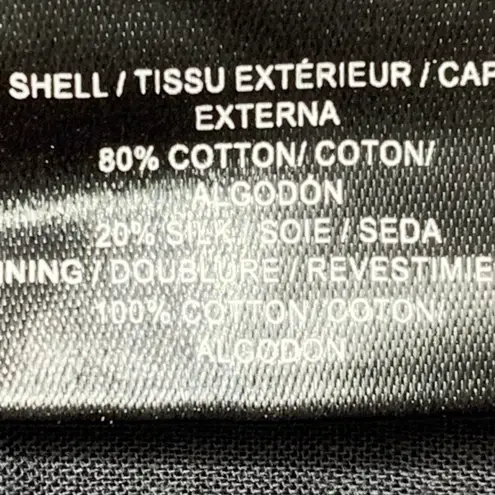 SHELL / TISSU EXTÉRIEUR / CAP
EXTERNA
80% COTTON/ COTON/
ALGODÓN
20% SILK / SOIE / SEDA
NING / DOUBLURE / REVESTIMIE
100% COTTON/ COTON/
ALGODÓN